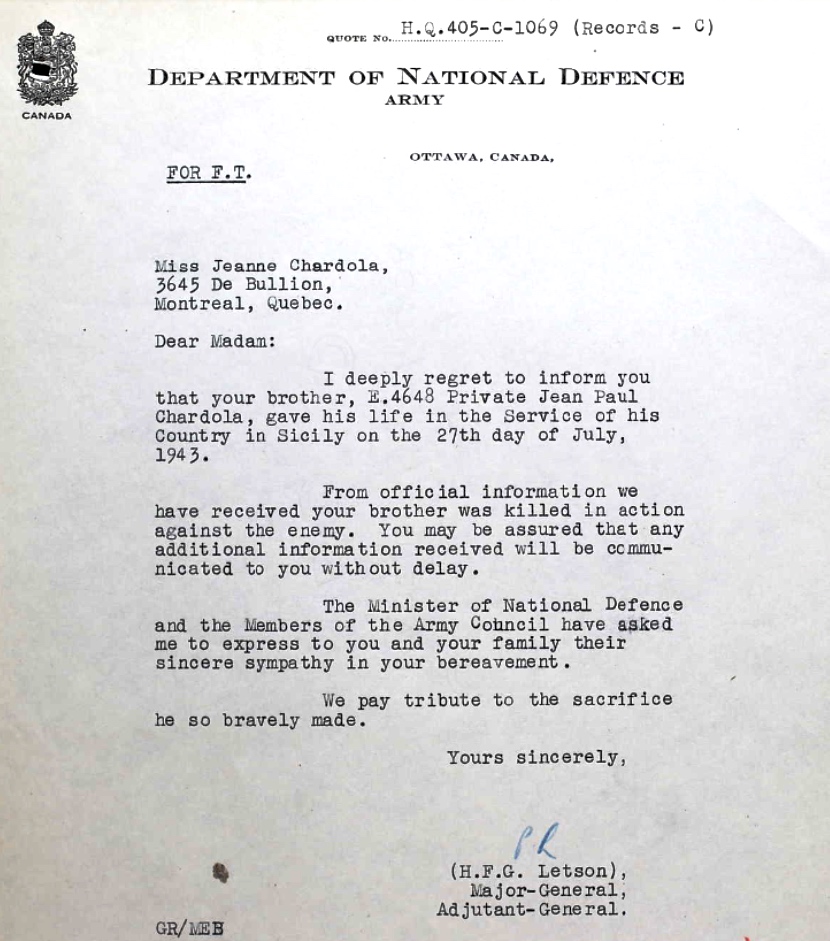 QUOTE NO. H.Q.405-C-1069 (Records - C)
DEPARTMENT OF NATIONAL DEFENCE
ARMY
CANADA
OTTAWA, CANADA,
FOR F.T.
Miss Jeanne Chardola,
3645 De Bullion,
Montreal, Quebec.
Dear Madam:
I deeply regret to inform you
that your brother, E.4648 Private Jean Paul
Chardola, gave his life in the Service of his
Country in Sicily on the 27th day of July,
1943.
From official information we
have received your brother was killed in action
against the enemy. You may be assured that any
additional information received will be commu-
nicated to you without delay.
The Minister of National Defence
and the Members of the Army Council have asked
me to express to you and your family their
sincere sympathy in your bereavement.
We pay tribute to the sacrifice
he so bravely made.
Yours sincerely,
(H.F.G. Letson),
Major-General,
Adjutant-General.
GR/MEB